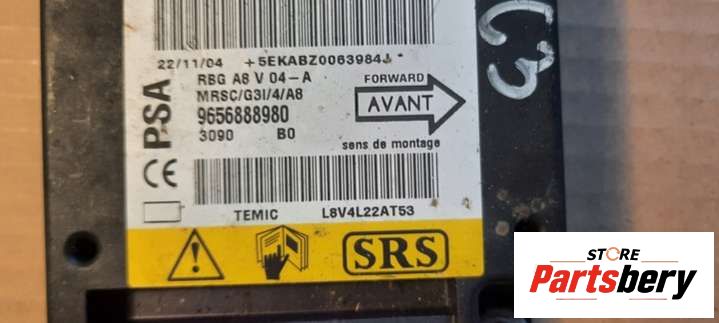 22/11/04 +5EKABZ0063984J
RBG A8 V 04-A
MRSC/G3I/4/A8
9656888980
3090 B0
PSA
FORWARD
AVANT
sens de montage
CE
TEMIC L8V4L22AT53
SRS
C3
STORE
Partsbery